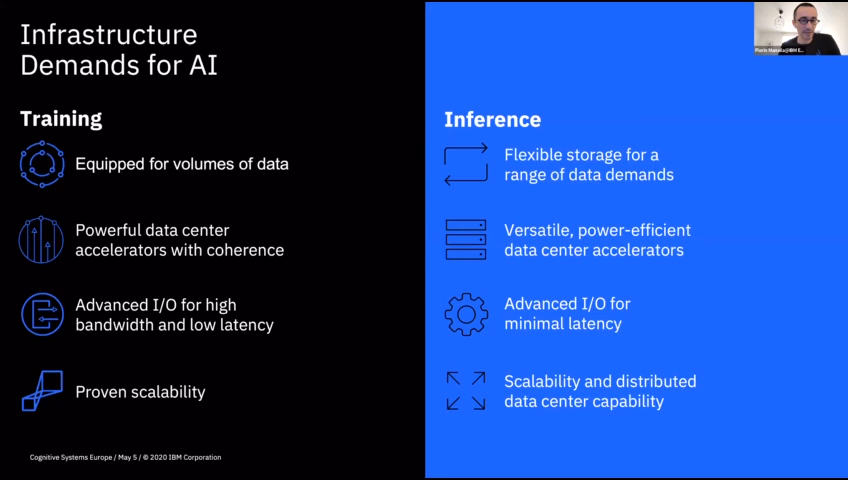 Infrastructure
Demands for AI
Training
Equipped for volumes of data
Powerful data center
accelerators with coherence
Advanced I/O for high
bandwidth and low latency
Proven scalability
Cognitive Systems Europe / May 5 / © 2020 IBM Corporation
Inference
Flexible storage for a
range of data demands
Versatile, power-efficient
data center accelerators
Advanced I/O for
minimal latency
Scalability and distributed
data center capability